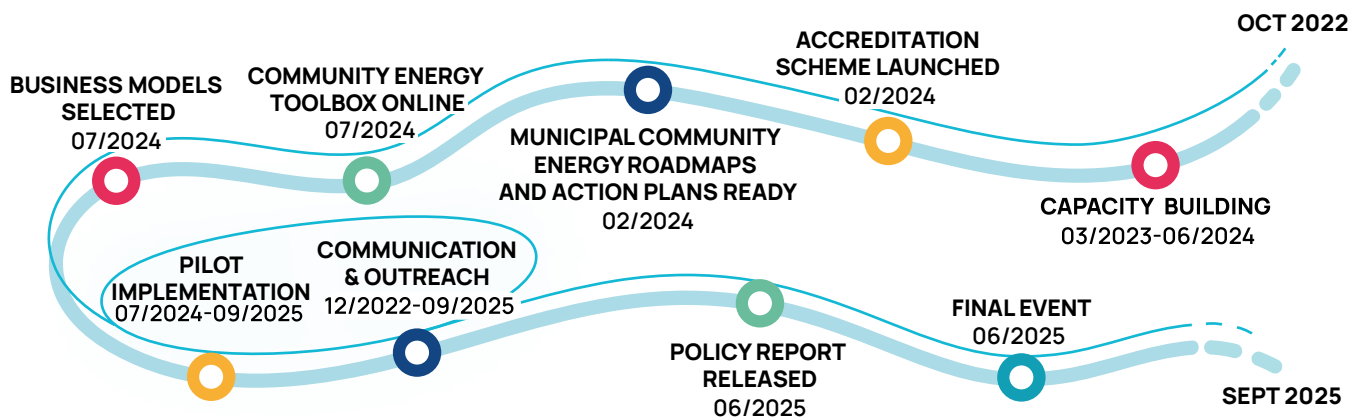 OCT 2022
ACCREDITATION
SCHEME LAUNCHED
02/2024
BUSINESS MODELS
SELECTED
07/2024
COMMUNITY ENERGY
TOOLBOX ONLINE
07/2024
MUNICIPAL COMMUNITY
ENERGY ROADMAPS
AND ACTION PLANS READY
02/2024
CAPACITY BUILDING
03/2023-06/2024
PILOT
IMPLEMENTATION
07/2024-09/2025
COMMUNICATION
& OUTREACH
12/2022-09/2025
POLICY REPORT
RELEASED
06/2025
FINAL EVENT
06/2025
SEPT 2025